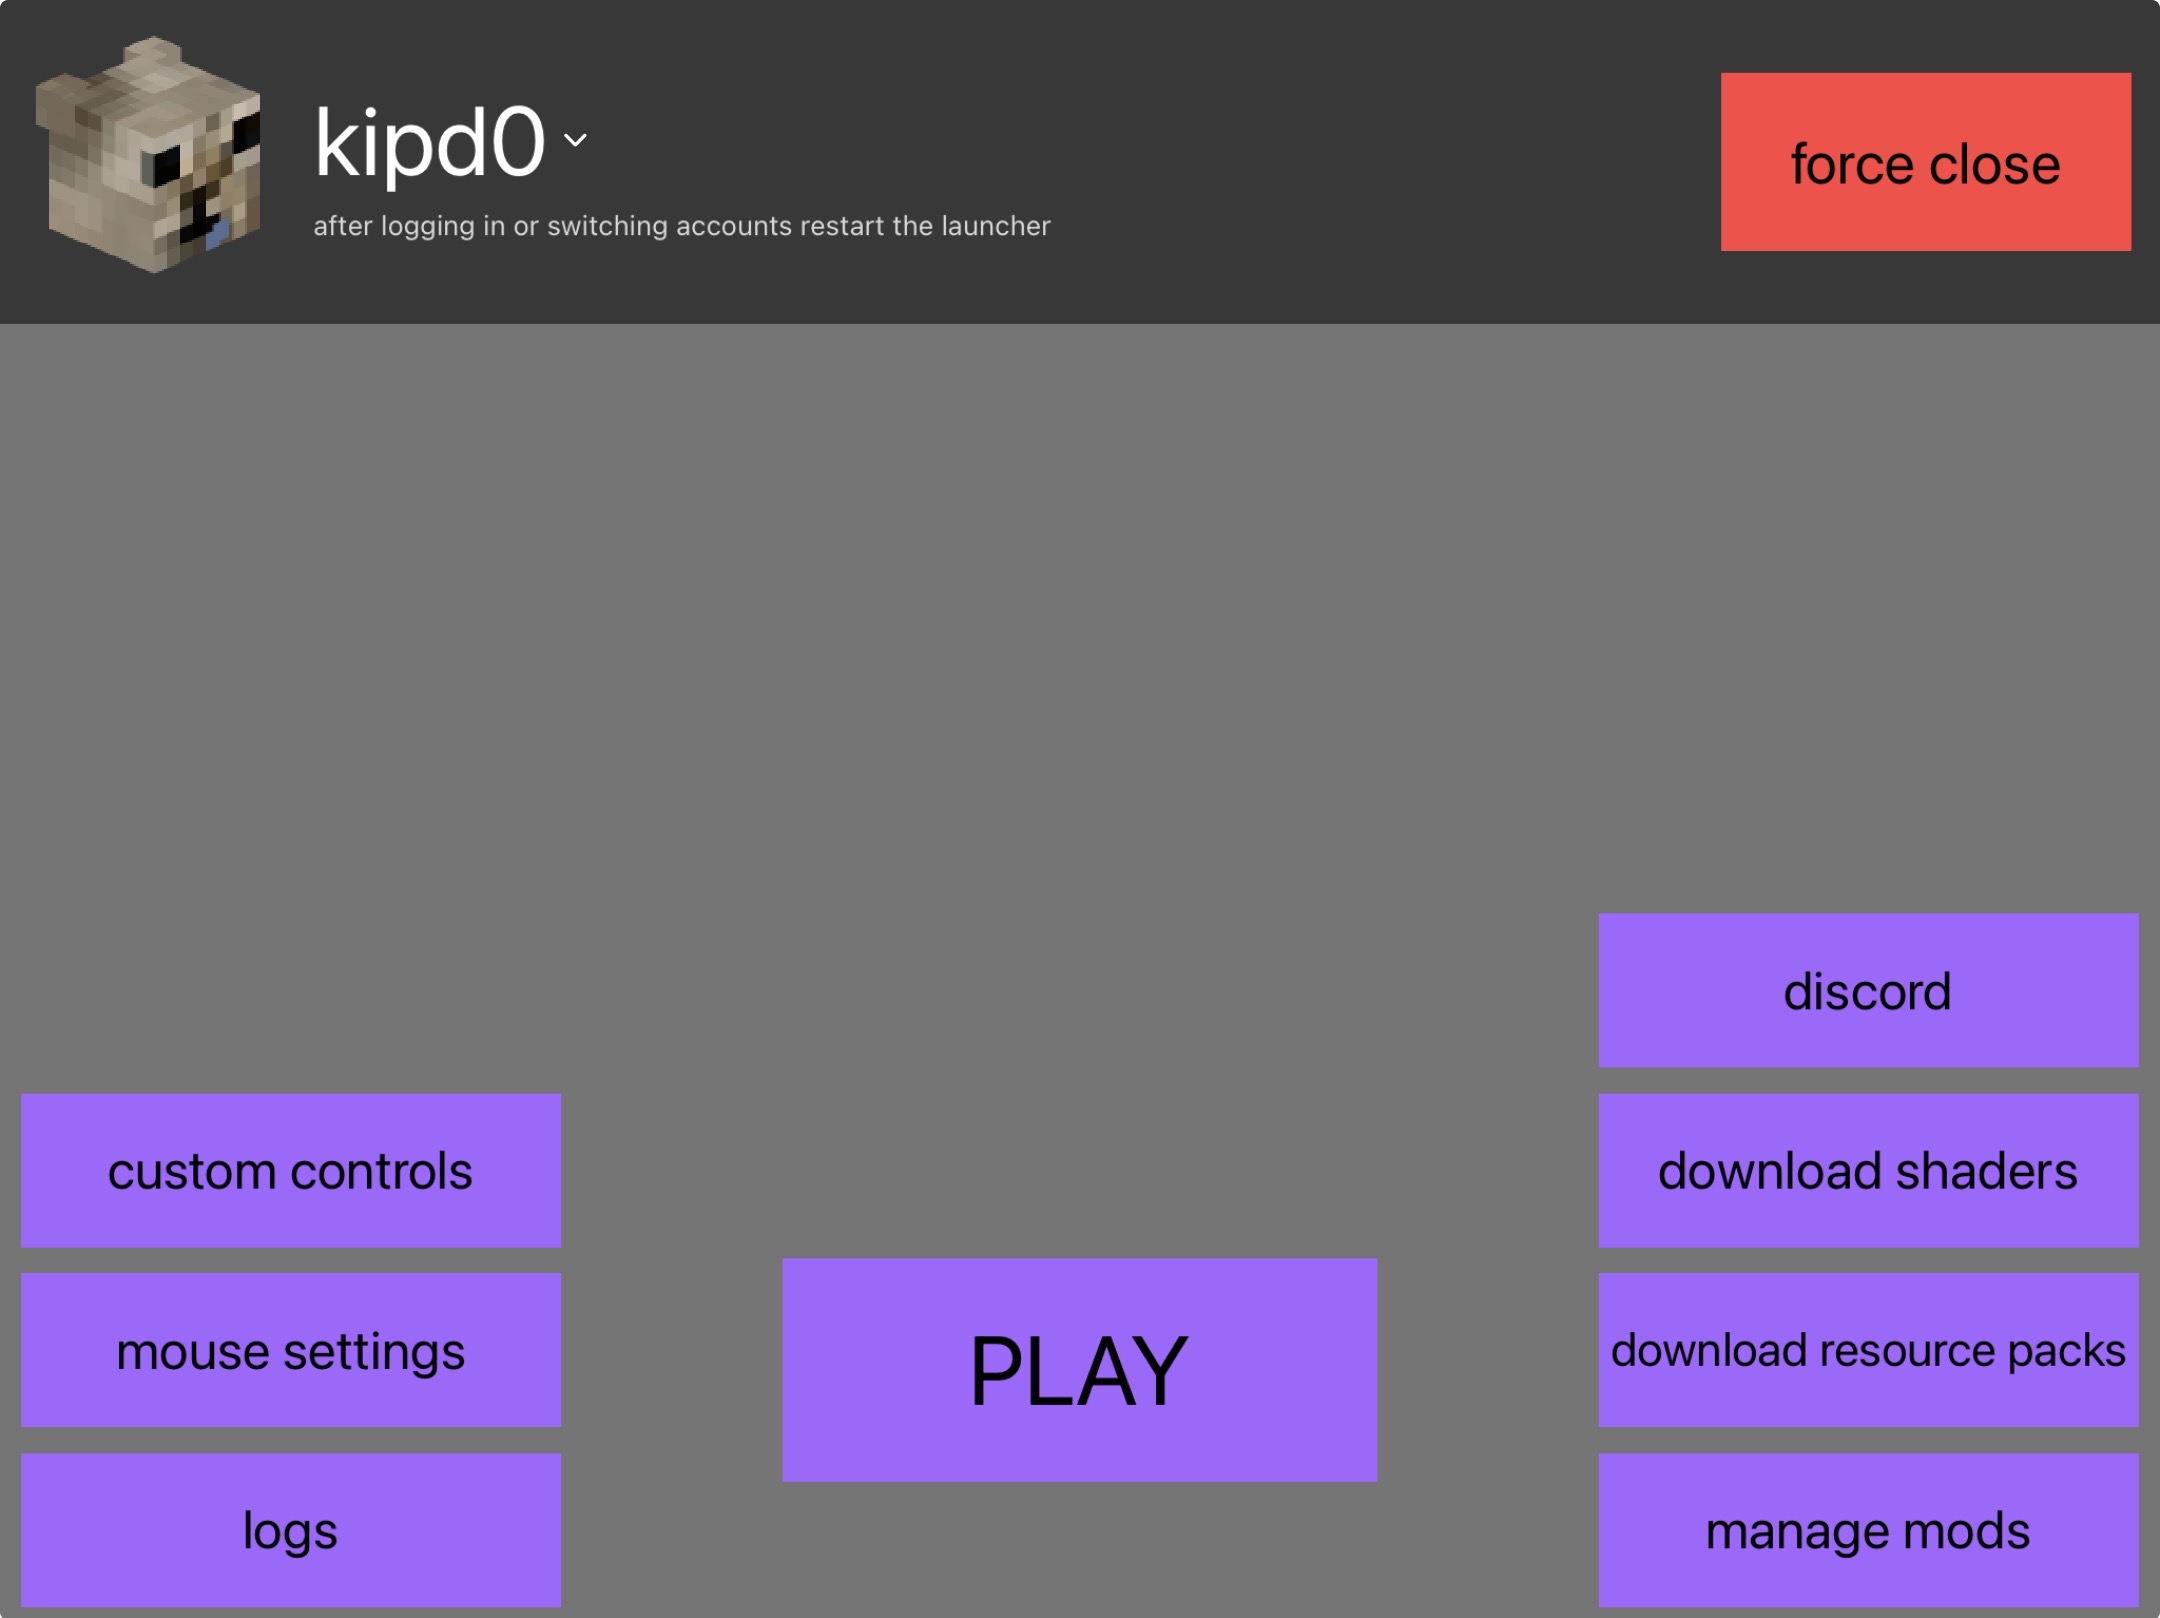 kipd0
after logging in or switching accounts restart the launcher
force close
discord
custom controls
download shaders
mouse settings
PLAY
download resource packs
logs
manage mods